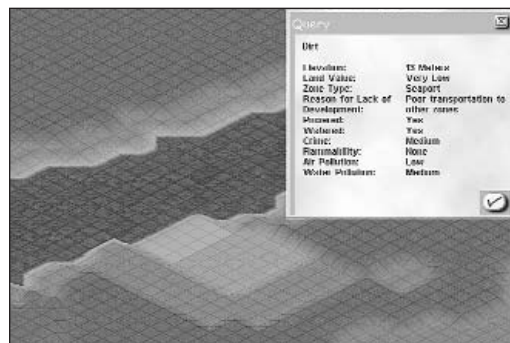 Query
Dirt
Elevation: 13 Meters
Land Value: Very Low
Zone Type: Seaport
Reason for Lack of Poor transportation to
Development: other zones
Powered: Yes
Watered: Yes
Crime: Medium
Flammability: None
Air Pollution: Low
Water Pollution: Medium